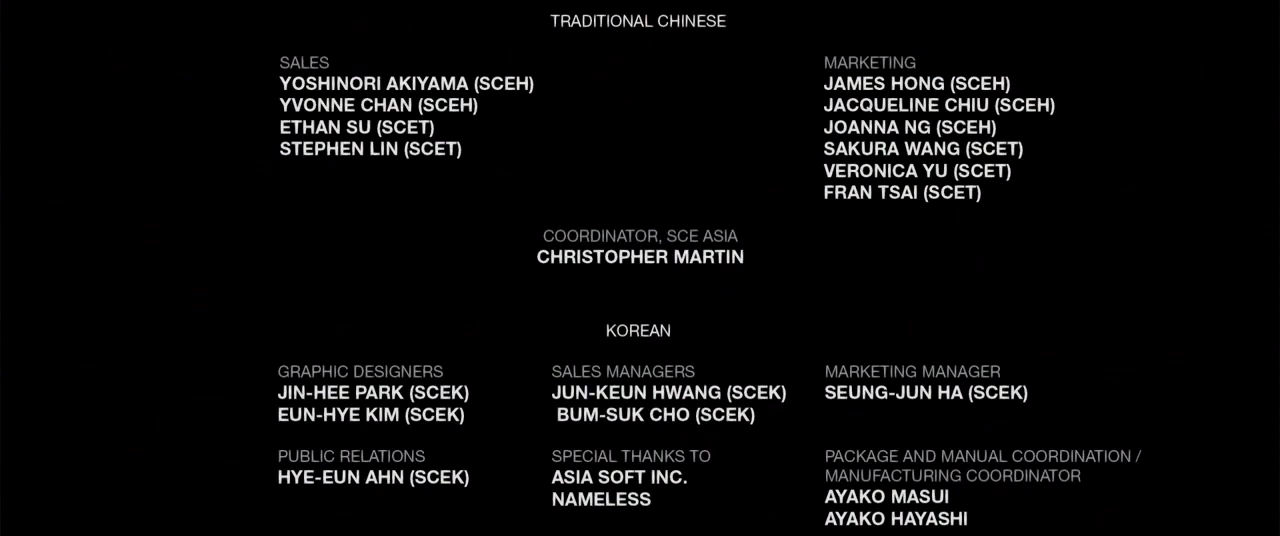 TRADITIONAL CHINESE
SALES
YOSHINORI AKIYAMA (SCEH)
YVONNE CHAN (SCEH)
ETHAN SU (SCET)
STEPHEN LIN (SCET)
MARKETING
JAMES HONG (SCEH)
JACQUELINE CHIU (SCEH)
JOANNA NG (SCEH)
SAKURA WANG (SCET)
VERONICA YU (SCET)
FRAN TSAI (SCET)
COORDINATOR, SCE ASIA
CHRISTOPHER MARTIN
KOREAN
GRAPHIC DESIGNERS
JIN-HEE PARK (SCEK)
EUN-HYE KIM (SCEK)
SALES MANAGERS
JUN-KEUN HWANG (SCEK)
BUM-SUK CHO (SCEK)
MARKETING MANAGER
SEUNG-JUN HA (SCEK)
PUBLIC RELATIONS
HYE-EUN AHN (SCEK)
SPECIAL THANKS TO
ASIA SOFT INC.
NAMELESS
PACKAGE AND MANUAL COORDINATION /
MANUFACTURING COORDINATOR
AYAKO MASUI
AYAKO HAYASHI